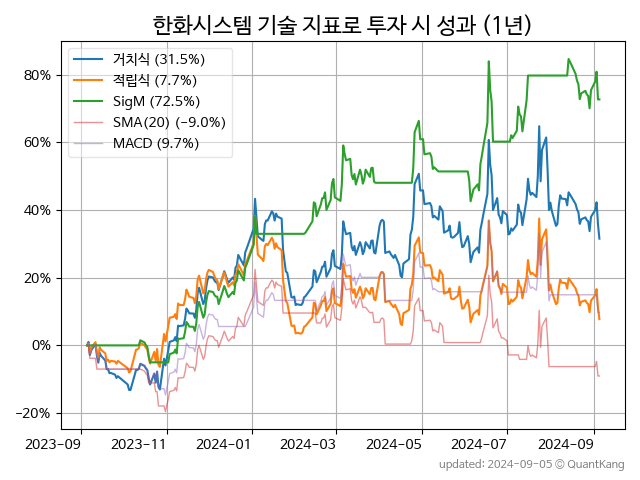 한화시스템 기술 지표로 투자 시 성과 (1년)
거치식 (31.5%)
적립식 (7.7%)
SigM (72.5%)
SMA(20) (−9.0%)
MACD (9.7%)
80%
60%
40%
20%
0%
−20%
2023-09 2023-11 2024-01 2024-03 2024-05 2024-07 2024-09
updated: 2024-09-05 ⓒ QuantKang